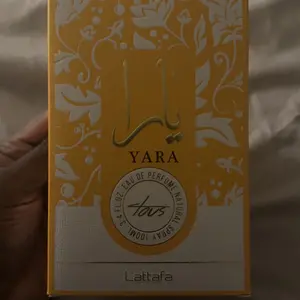 يارا
YARA
tous
3.4 FL.OZ. EAU DE PERFUME NATURAL SPRAY 100ML
Lattafa